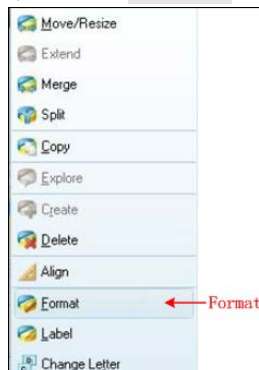 Move/Resize
Extend
Merge
Split
Copy
Explore
Create
Delete
Align
Format Format
Label
Change Letter